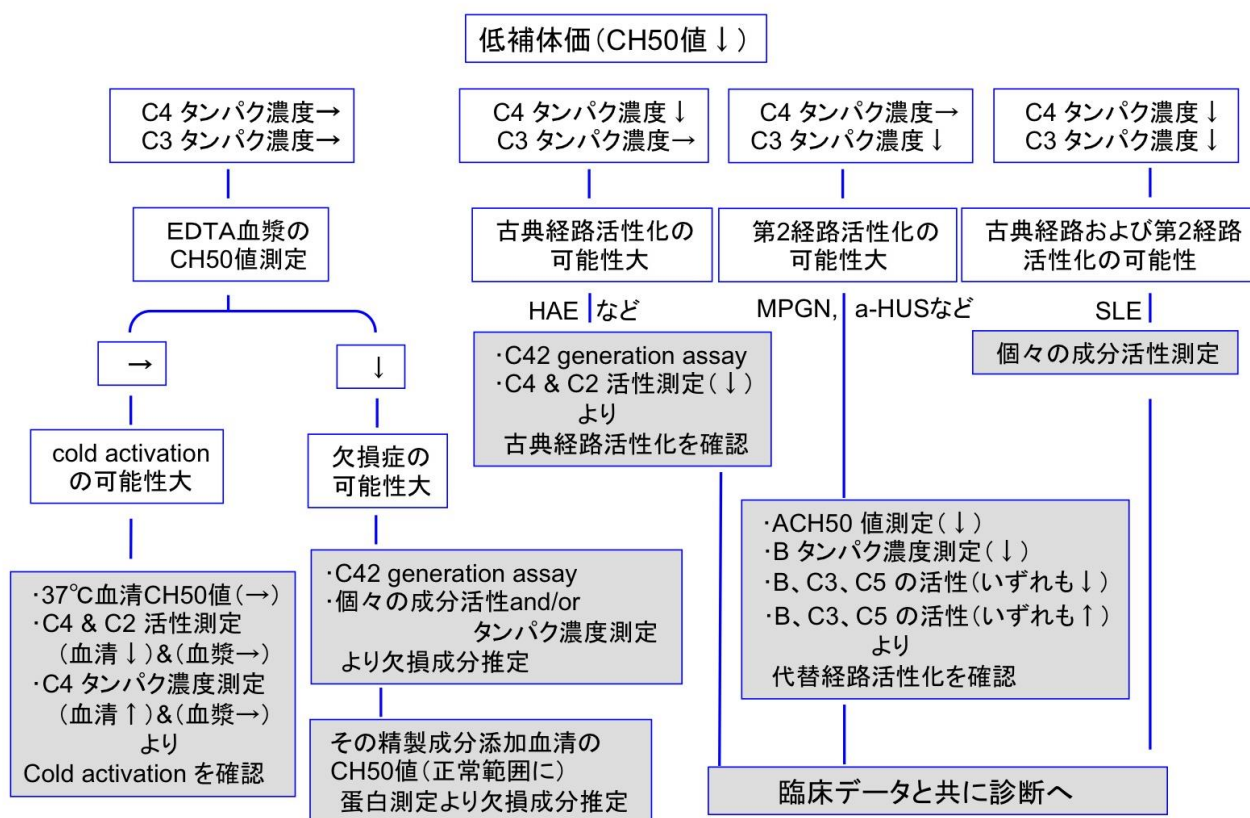 低補体価（CH50値↓）
C4 タンパク濃度→
C3 タンパク濃度→
EDTA血漿の
CH50値測定
→
cold activation
の可能性大
·37℃血清CH50値（→）
·C4 & C2 活性測定
（血清↓）&（血漿→）
·C4 タンパク濃度測定
（血清↑）&（血漿→）
より
Cold activation を確認
↓
欠損症の
可能性大
·C42 generation assay
·個々の成分活性and/or
タンパク濃度測定
より欠損成分推定
その精製成分添加血清の
CH50値（正常範囲に）
蛋白測定より欠損成分推定
C4 タンパク濃度↓
C3 タンパク濃度→
古典経路活性化の
可能性大
HAE など
·C42 generation assay
·C4 & C2 活性測定（↓）
より
古典経路活性化を確認
C4 タンパク濃度→
C3 タンパク濃度↓
第2経路活性化の
可能性大
MPGN, a-HUSなど
·ACH50 値測定（↓）
·B タンパク濃度測定（↓）
·B、C3、C5 の活性（いずれも↓）
·B、C3、C5 の活性（いずれも↑）
より
代替経路活性化を確認
C4 タンパク濃度↓
C3 タンパク濃度↓
古典経路および第2経路
活性化の可能性
SLE
個々の成分活性測定
臨床データと共に診断へ